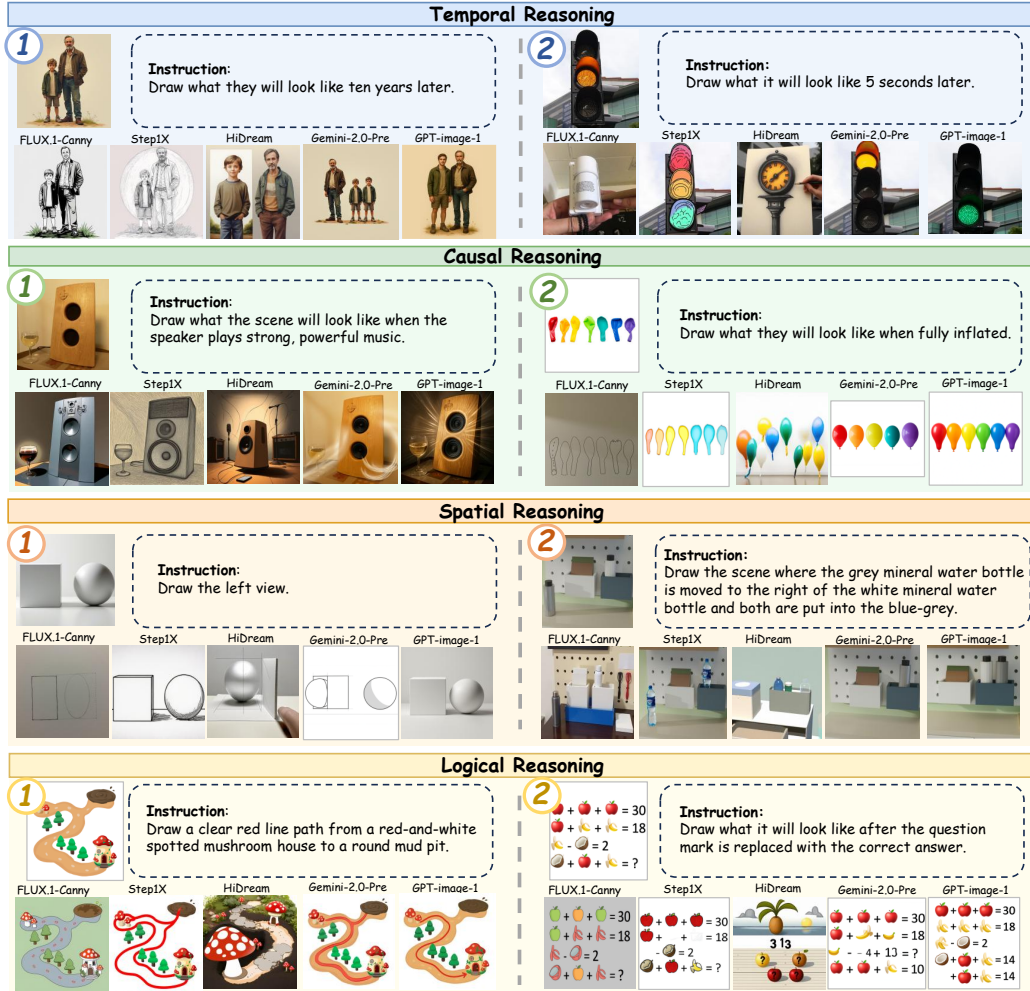 Temporal Reasoning
1
Instruction:
Draw what they will look like ten years later.
FLUX.1-Canny
Step1X
HiDream
Gemini-2.0-Pre
GPT-image-1
2
Instruction:
Draw what it will look like 5 seconds later.
FLUX.1-Canny
Step1X
HiDream
Gemini-2.0-Pre
GPT-image-1
Causal Reasoning
1
Instruction:
Draw what the scene will look like when the
speaker plays strong, powerful music.
FLUX.1-Canny
Step1X
HiDream
Gemini-2.0-Pre
GPT-image-1
2
Instruction:
Draw what they will look like when fully inflated.
FLUX.1-Canny
Step1X
HiDream
Gemini-2.0-Pre
GPT-image-1
Spatial Reasoning
1
Instruction:
Draw the left view.
FLUX.1-Canny
Step1X
HiDream
Gemini-2.0-Pre
GPT-image-1
2
Instruction:
Draw the scene where the grey mineral water bottle
is moved to the right of the white mineral water
bottle and both are put into the blue-grey.
FLUX.1-Canny
Step1X
HiDream
Gemini-2.0-Pre
GPT-image-1
Logical Reasoning
1
Instruction:
Draw a clear red line path from a red-and-white
spotted mushroom house to a round mud pit.
FLUX.1-Canny
Step1X
HiDream
Gemini-2.0-Pre
GPT-image-1
2
+ + = 30
+ + = 18
- = 2
+ + = ?
Instruction:
Draw what it will look like after the question
mark is replaced with the correct answer.
FLUX.1-Canny
Step1X
HiDream
Gemini-2.0-Pre
GPT-image-1
+ + = 30
+ + = 18
- = 2
+ + = ?
+ + = 30
+ = 18
- = 2
+ + = ?
3 13
? ?
+ + = 30
+ + = 18
- - 4 + 13 = ?
+ + = 10
+ + = 30
+ + = 18
- = 2
+ + = 14
+ + = 14